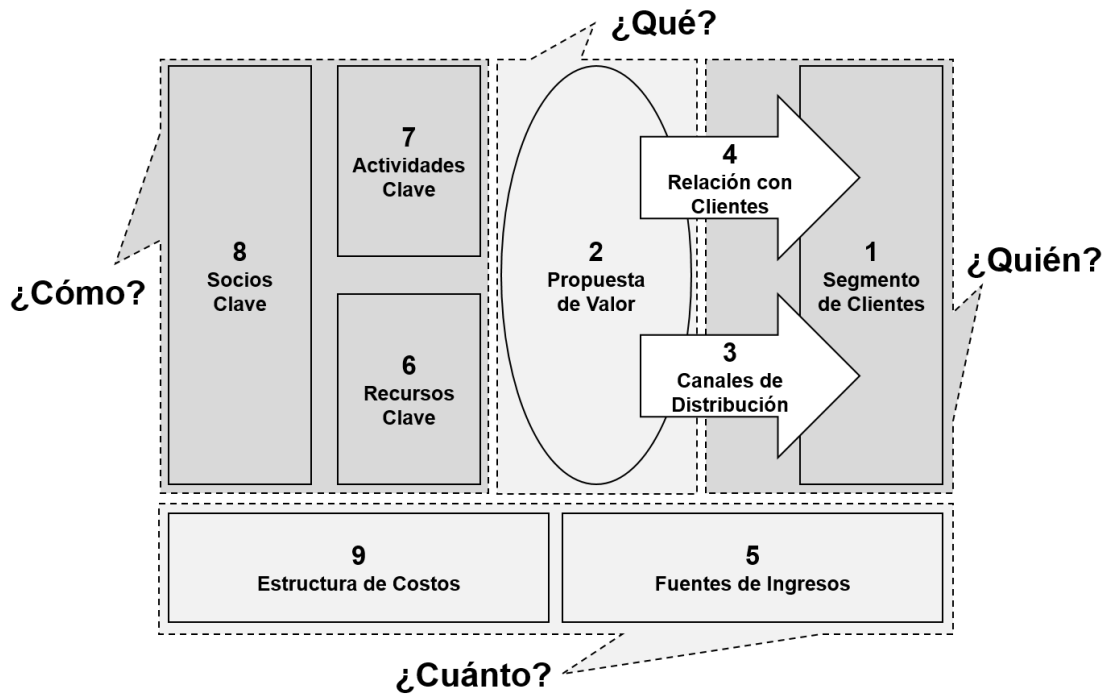 ¿Qué?
7
Actividades
Clave
4
Relación con
Clientes
8
Socios
Clave
2
Propuesta
de Valor
1
Segmento
de Clientes
¿Quién?
¿Cómo?
6
Recursos
Clave
3
Canales de
Distribución
9
Estructura de Costos
5
Fuentes de Ingresos
¿Cuánto?